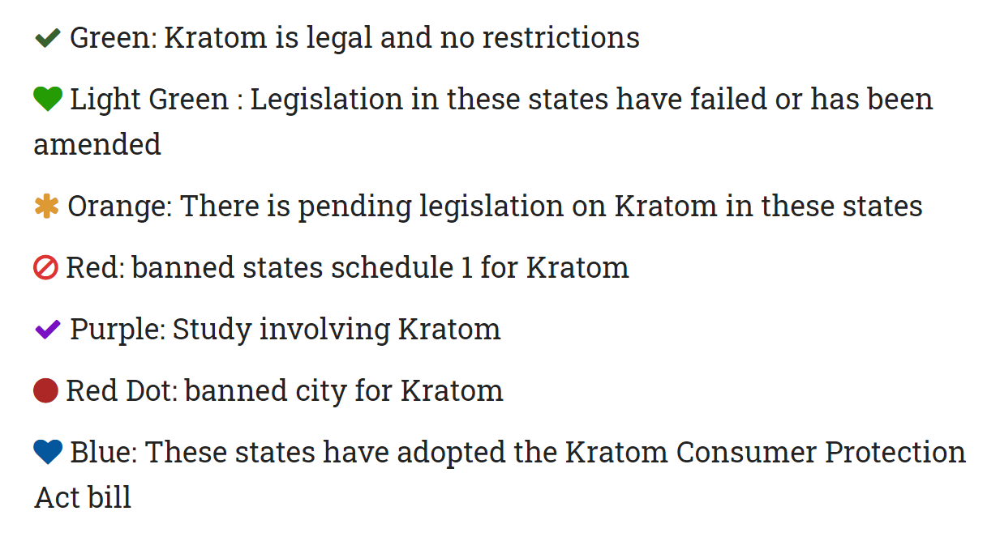 Green: Kratom is legal and no restrictions
Light Green : Legislation in these states have failed or has been
amended
Orange: There is pending legislation on Kratom in these states
Red: banned states schedule 1 for Kratom
Purple: Study involving Kratom
Red Dot: banned city for Kratom
Blue: These states have adopted the Kratom Consumer Protection
Act bill